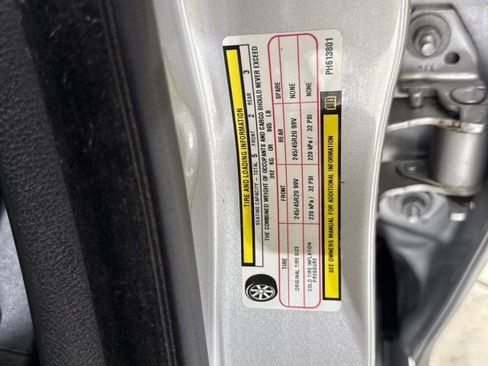 TIRE AND LOADING INFORMATION
SEATING CAPACITY - TOTAL 5 FRONT 2 REAR 3
THE COMBINED WEIGHT OF OCCUPANTS AND CARGO SHOULD NEVER EXCEED
392 KG OR 865 LB
TIRE FRONT REAR SPARE
ORIGINAL TIRE SIZE 245/45R20 99V 245/45R20 99V NONE
COLD TIRE INFLATION PRESSURE 220 kPa / 32 PSI 220 kPa / 32 PSI NONE
SEE OWNERS MANUAL FOR ADDITIONAL INFORMATION
PH613801